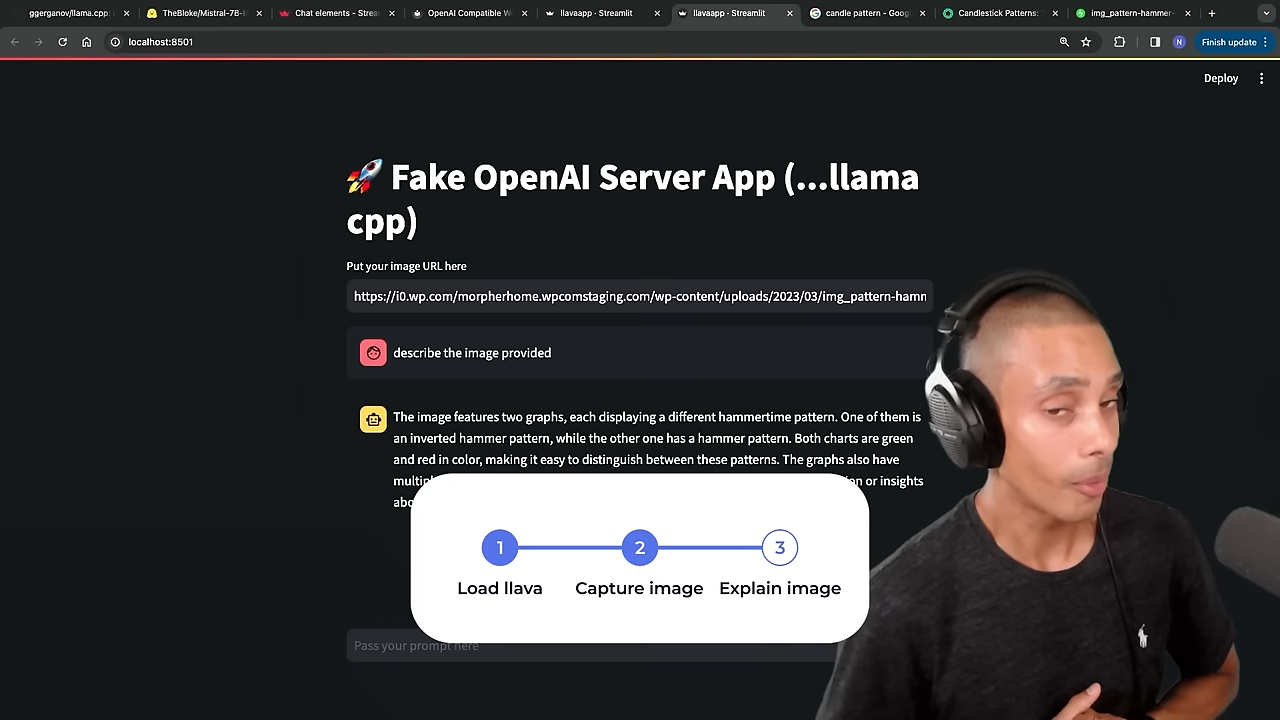 ggerganov/llama.cpp:
TheBloke/Mistral-7B-I
Chat elements - Strea
OpenAI Compatible W
llavaapp · Streamlit
llavaapp · Streamlit
candle pattern - Goog
Candlestick Patterns:
img_pattern-hammer-
localhost:8501
N
Finish update
Deploy
🚀 Fake OpenAI Server App (...llama
cpp)
Put your image URL here
https://i0.wp.com/morpherhome.wpcomstaging.com/wp-content/uploads/2023/03/img_pattern-hamm
describe the image provided
The image features two graphs, each displaying a different hammertime pattern. One of them is
an inverted hammer pattern, while the other one has a hammer pattern. Both charts are green
and red in color, making it easy to distinguish between these patterns. The graphs also have
or insights
1 2 3
Load llava Capture image Explain image
Pass your prompt here